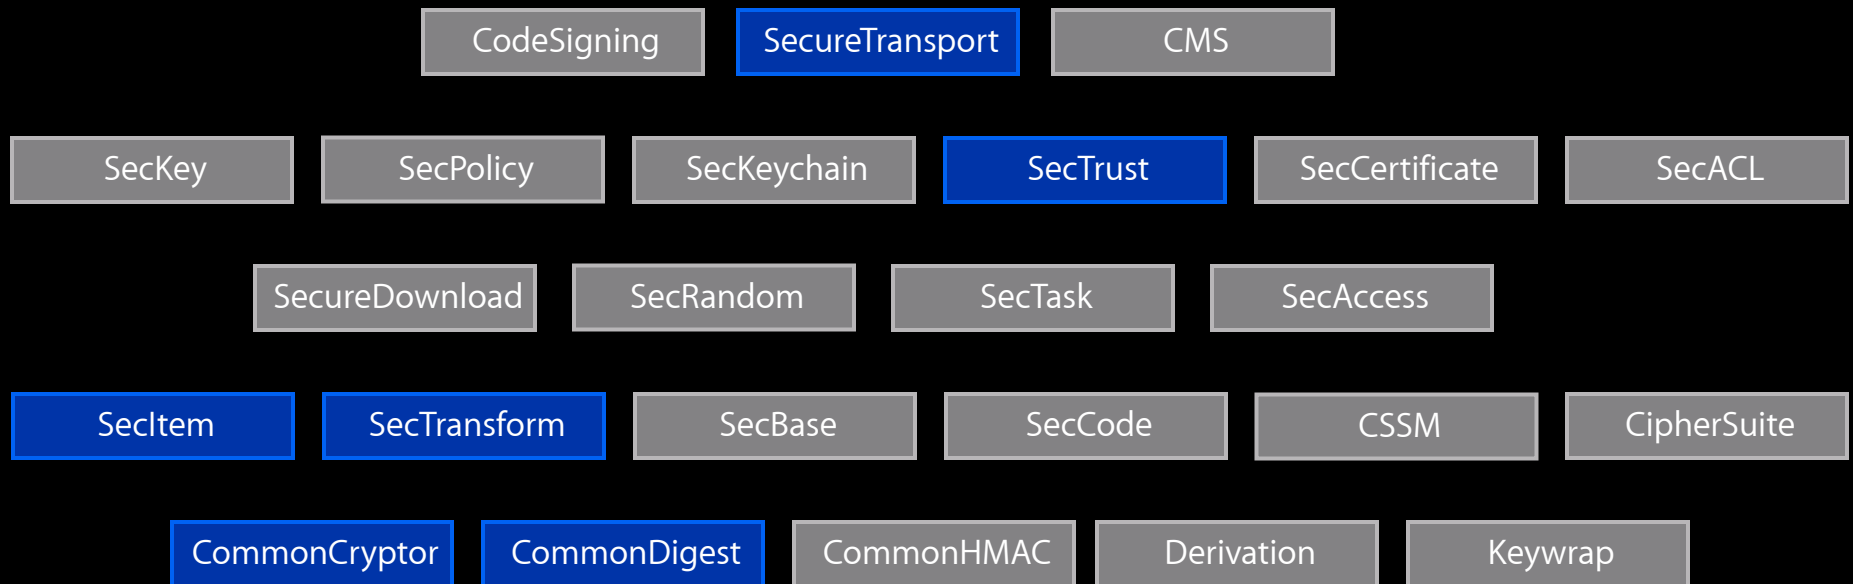 CodeSigning SecureTransport CMS
SecKey SecPolicy SecKeychain SecTrust SecCertificate SecACL
SecureDownload SecRandom SecTask SecAccess
SecItem SecTransform SecBase SecCode CSSM CipherSuite
CommonCryptor CommonDigest CommonHMAC Derivation Keywrap